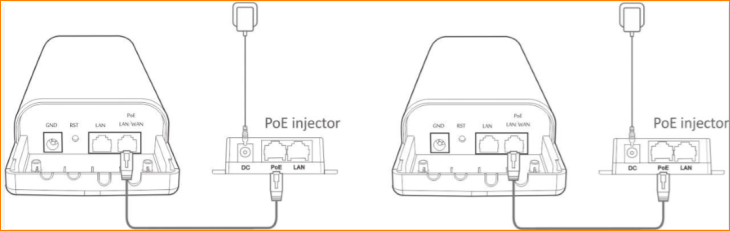 PoE
GND RST LAN LAN/WAN
PoE injector
DC PoE LAN
PoE
GND RST LAN LAN/WAN
PoE injector
DC PoE LAN